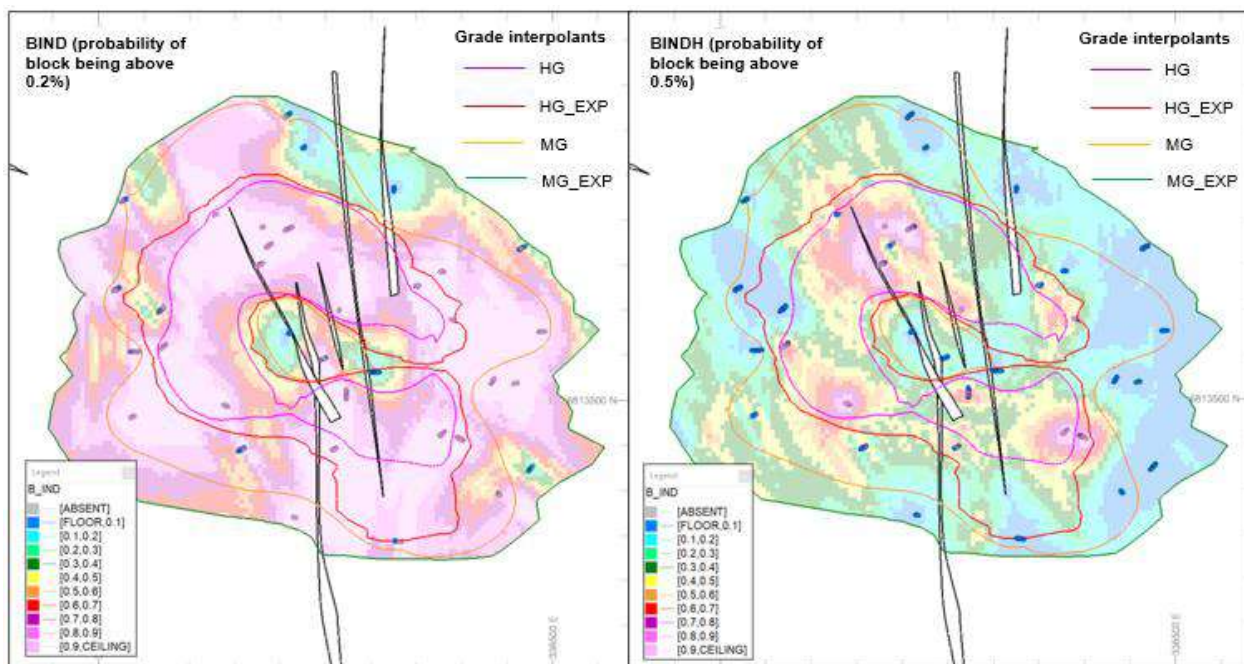 BIND (probability of
block being above
0.2%)
Grade interpolants
HG
HG_EXP
MG
MG_EXP
6813500 N
336500 E
Legend
B_IND
[ABSENT]
[FLOOR,0.1]
[0.1,0.2]
[0.2,0.3]
[0.3,0.4]
[0.4,0.5]
[0.5,0.6]
[0.6,0.7]
[0.7,0.8]
[0.8,0.9]
[0.9,CEILING]
BINDH (probability of
block being above
0.5%)
Grade interpolants
HG
HG_EXP
MG
MG_EXP
6813500 N
Legend
B_IND
[ABSENT]
[FLOOR,0.1]
[0.1,0.2]
[0.2,0.3]
[0.3,0.4]
[0.4,0.5]
[0.5,0.6]
[0.6,0.7]
[0.7,0.8]
[0.8,0.9]
[0.9,CEILING]